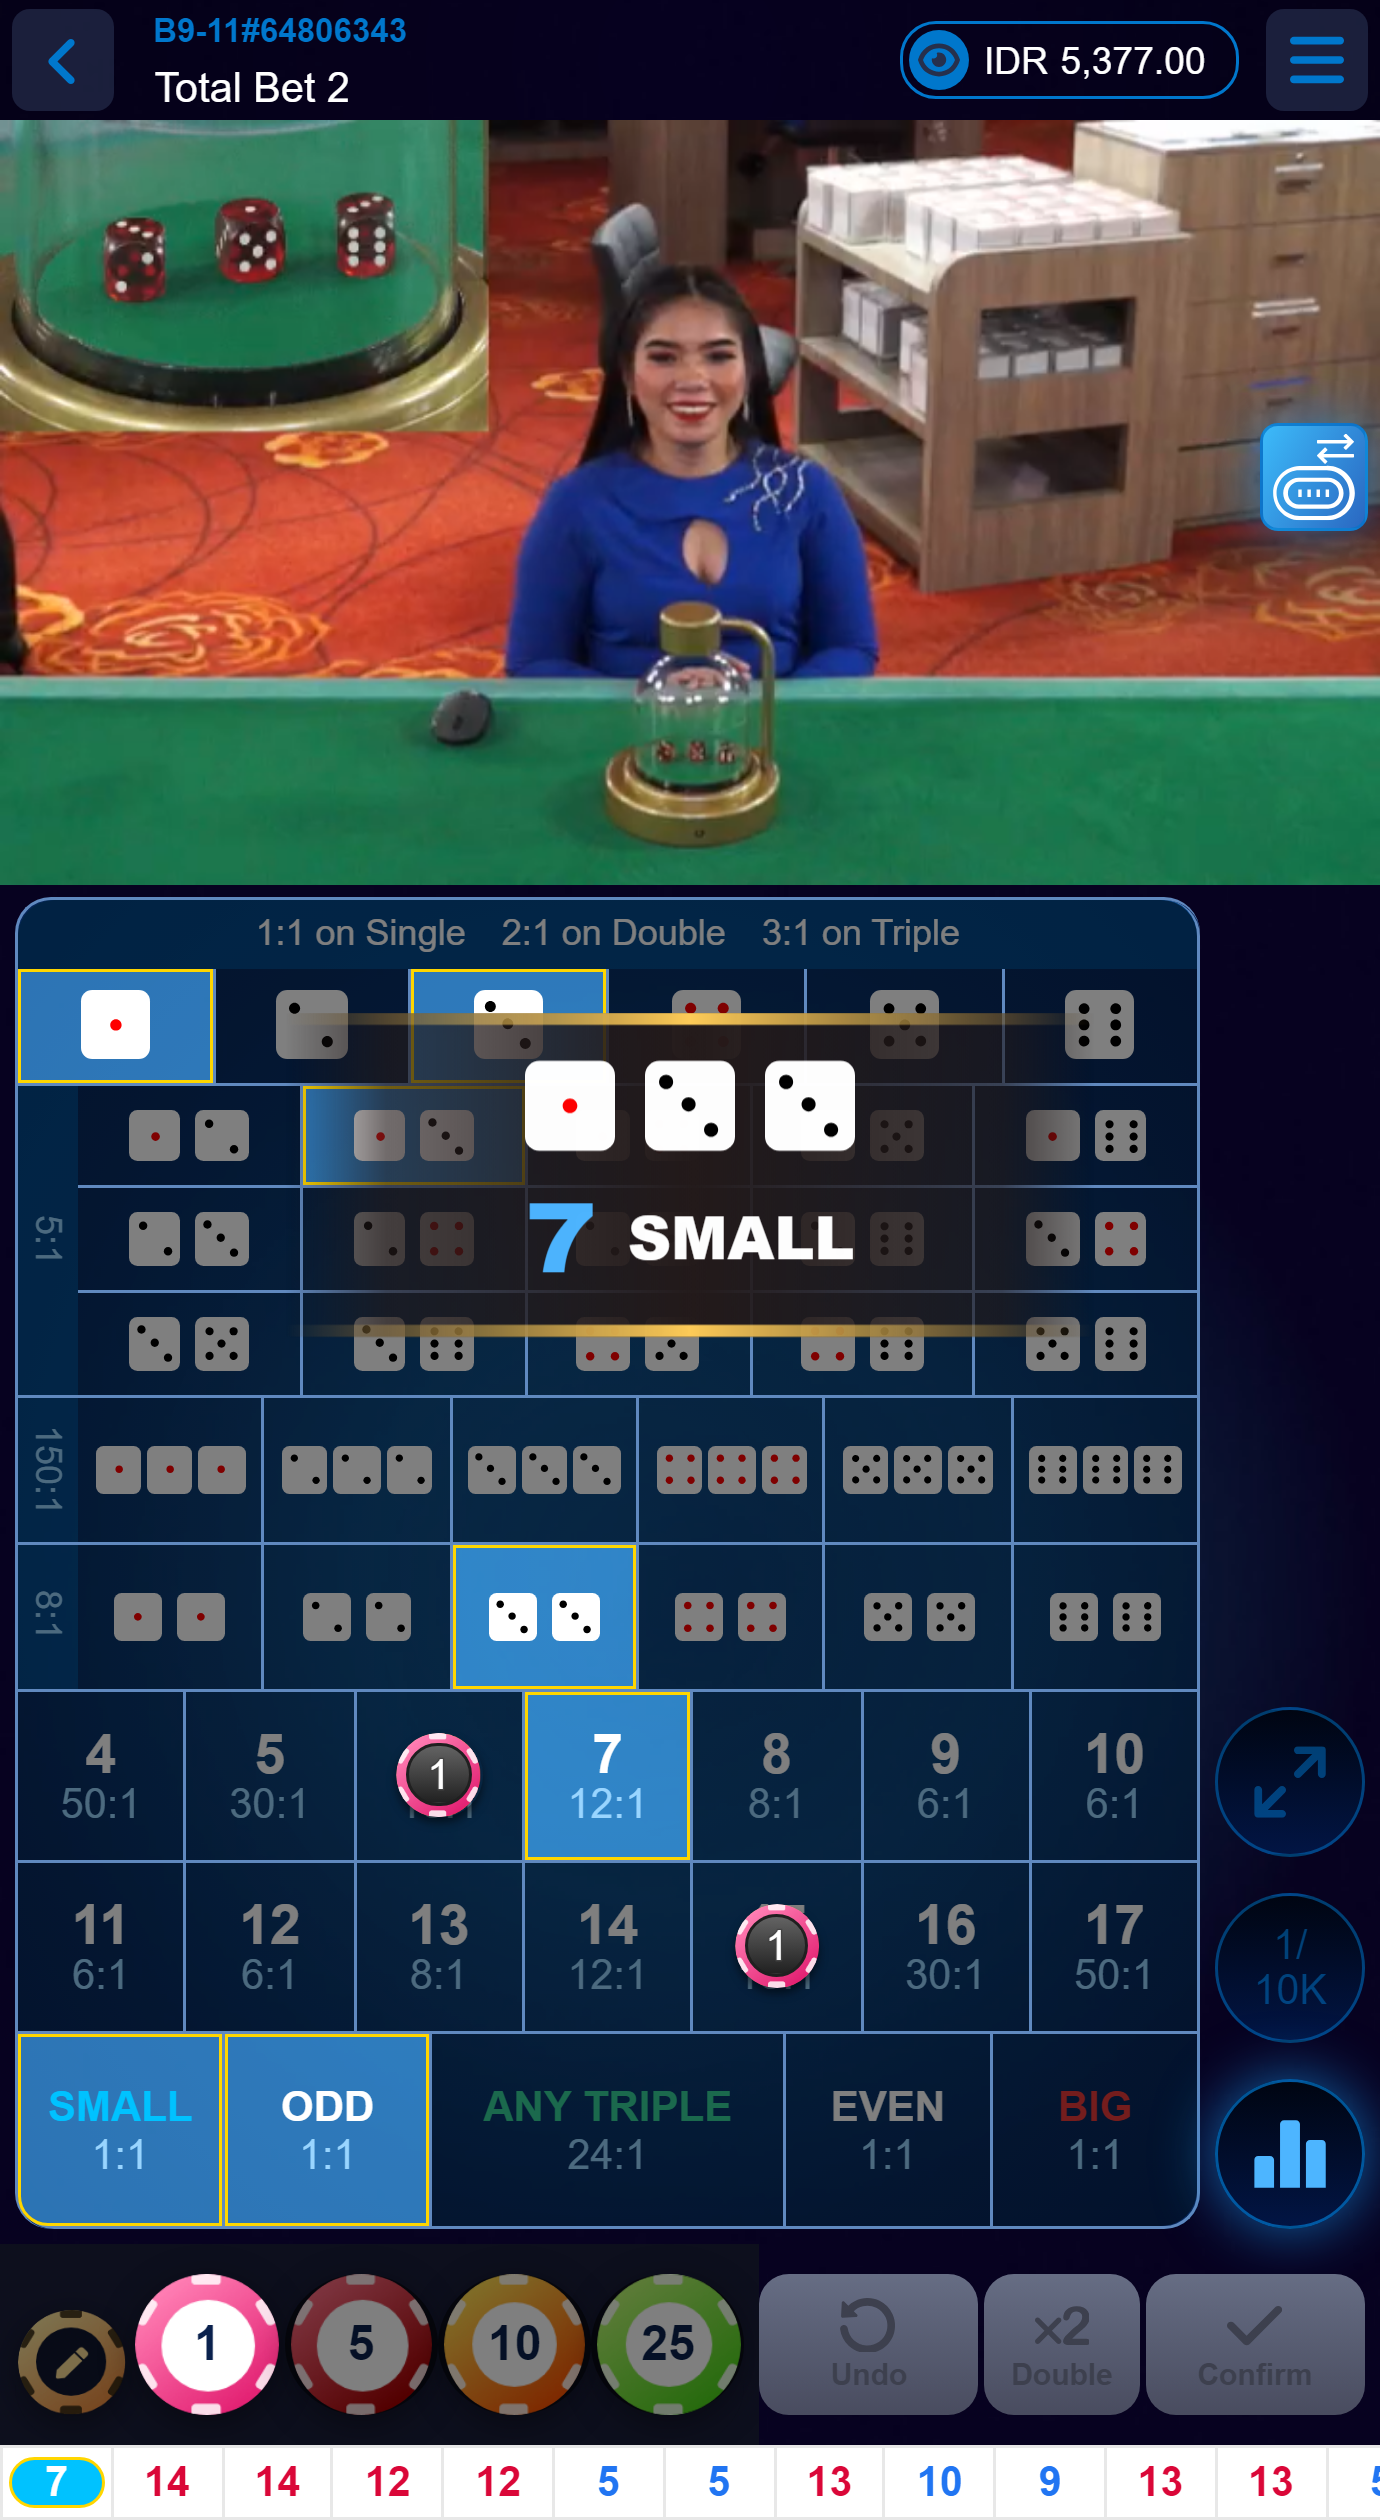 B9-11#64806343
Total Bet 2
IDR 5,377.00
1:1 on Single 2:1 on Double 3:1 on Triple
7 SMALL
5:1
150:1
8:1
4 5 1 7 8 9 10
50:1 30:1 12:1 8:1 6:1 6:1
11 12 13 14 1 16 17
6:1 6:1 8:1 12:1 30:1 50:1
1/
10K
SMALL ODD ANY TRIPLE EVEN BIG
1:1 1:1 24:1 1:1 1:1
1 5 10 25
x2
Undo Double Confirm
7 14 14 12 12 5 5 13 10 9 13 13